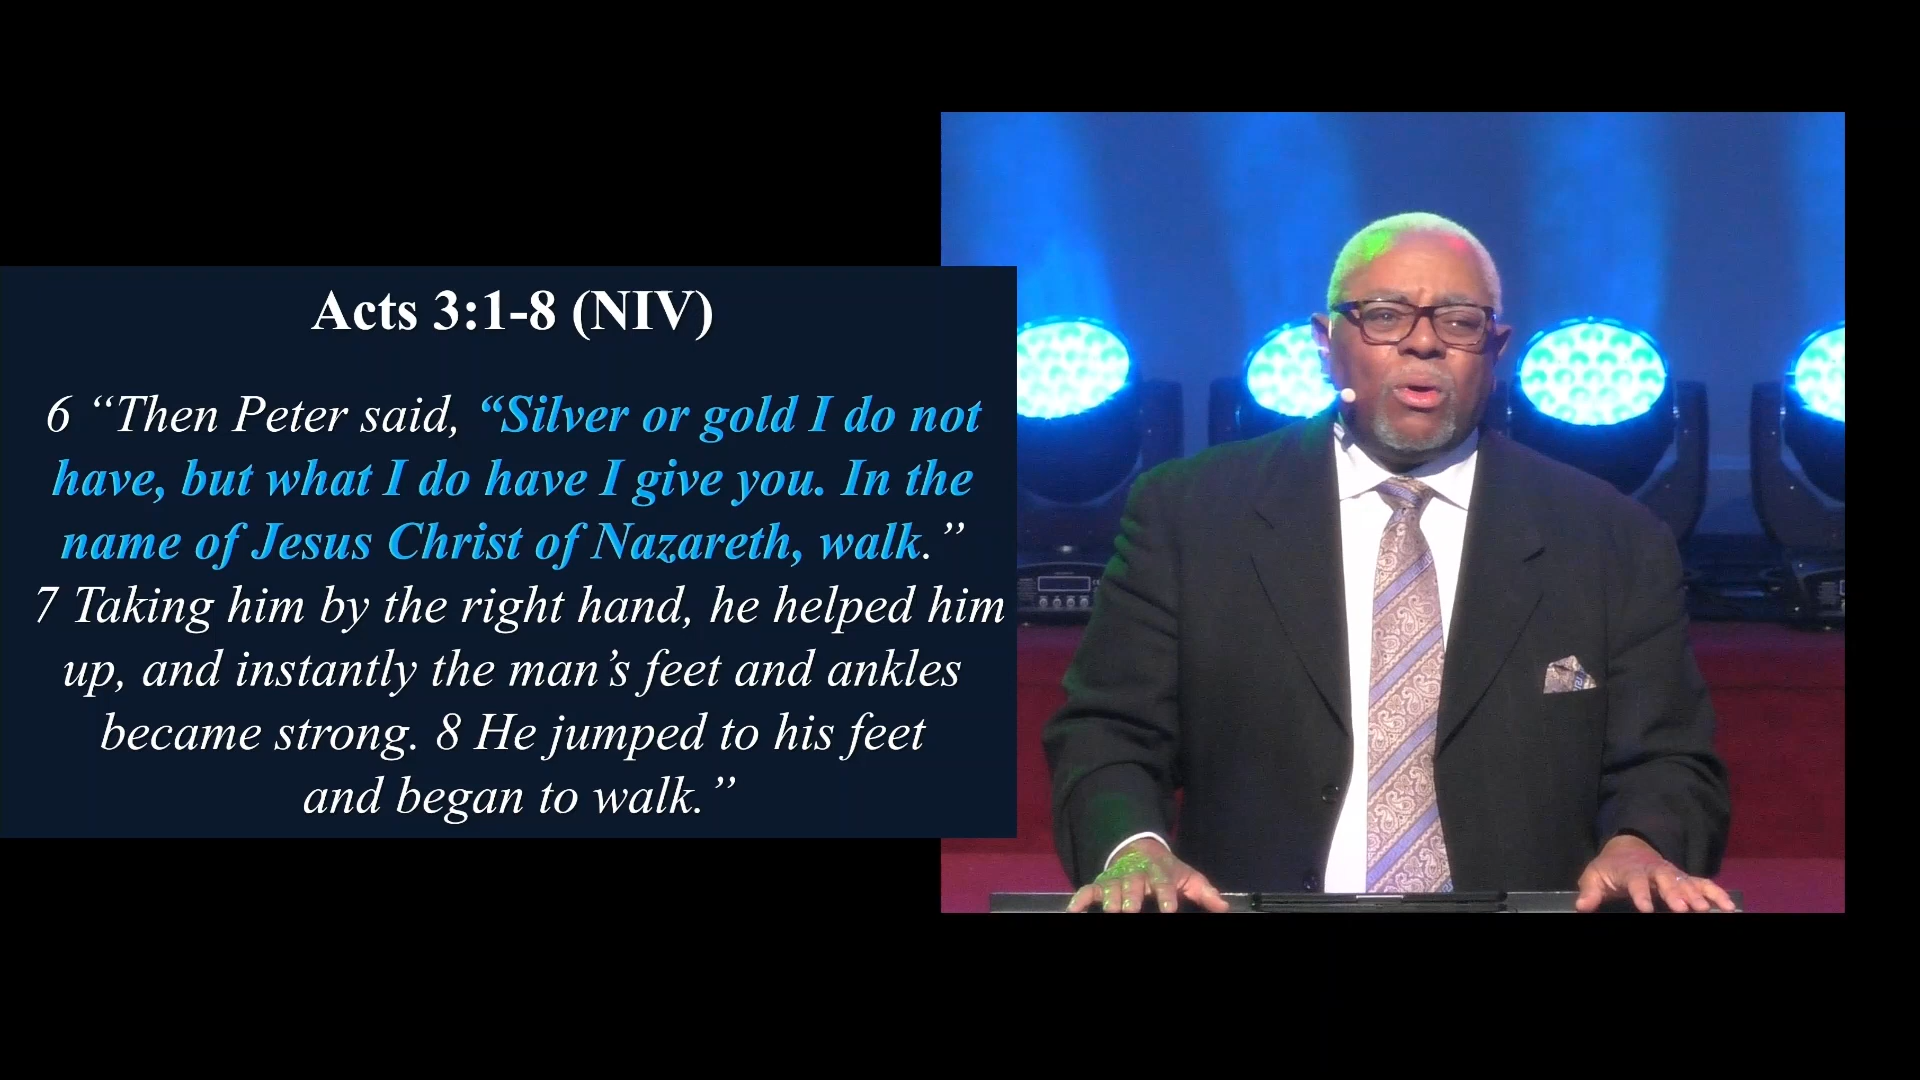 Acts 3:1-8 (NIV)
6 “Then Peter said, “Silver or gold I do not
have, but what I do have I give you. In the
name of Jesus Christ of Nazareth, walk.”
7 Taking him by the right hand, he helped him
up, and instantly the man’s feet and ankles
became strong. 8 He jumped to his feet
and began to walk.”